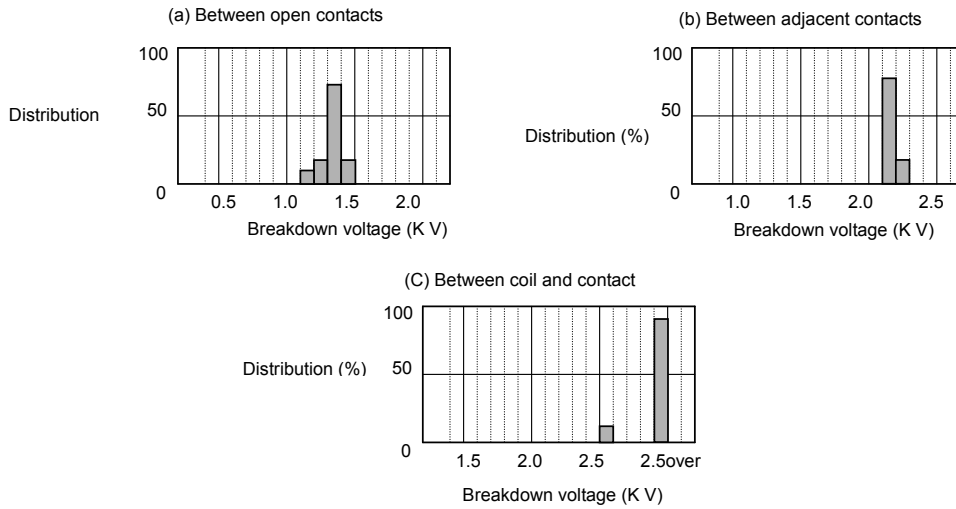 (a) Between open contacts
100
Distribution
50
0
0.5 1.0 1.5 2.0
Breakdown voltage (K V)
(b) Between adjacent contacts
100
50
Distribution (%)
0
1.0 1.5 2.0 2.5
Breakdown voltage (K V)
(C) Between coil and contact
100
Distribution (%) 50
0
1.5 2.0 2.5 2.5over
Breakdown voltage (K V)